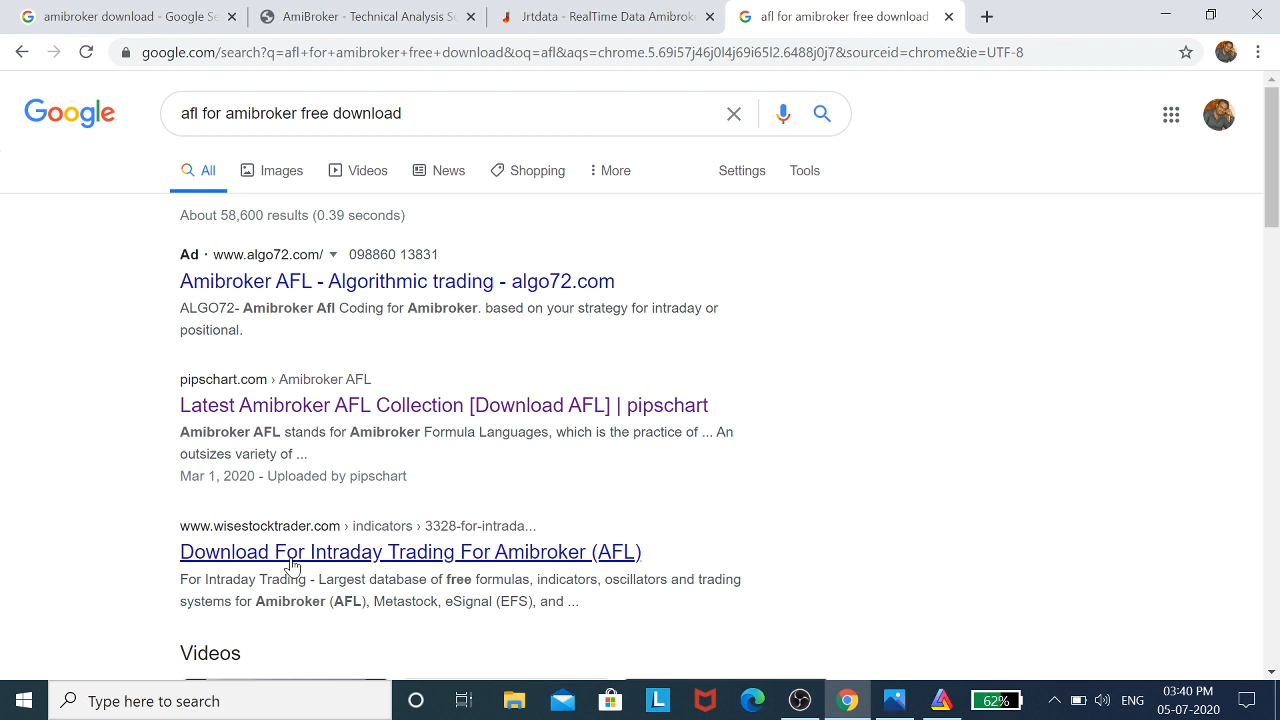 amibroker download - Google Se
AmiBroker - Technical Analysis So
Jrtdata - RealTime Data Amibroke
afl for amibroker free download
google.com/search?q=afl+for+amibroker+free+download&oq=afl&aqs=chrome.5.69i57j46j0l4j69i65l2.6488j0j7&sourceid=chrome&ie=UTF-8
Google
afl for amibroker free download
All
Images
Videos
News
Shopping
More
Settings
Tools
About 58,600 results (0.39 seconds)
Ad · www.algo72.com/ 098860 13831
Amibroker AFL - Algorithmic trading - algo72.com
ALGO72- Amibroker Afl Coding for Amibroker. based on your strategy for intraday or
positional.
pipschart.com › Amibroker AFL
Latest Amibroker AFL Collection [Download AFL] | pipschart
Amibroker AFL stands for Amibroker Formula Languages, which is the practice of ... An
outsizes variety of ...
Mar 1, 2020 - Uploaded by pipschart
www.wisestocktrader.com › indicators › 3328-for-intrada...
Download For Intraday Trading For Amibroker (AFL)
For Intraday Trading - Largest database of free formulas, indicators, oscillators and trading
systems for Amibroker (AFL), Metastock, eSignal (EFS), and ...
Videos
Type here to search
L
62%
ENG
03:40 PM
05-07-2020